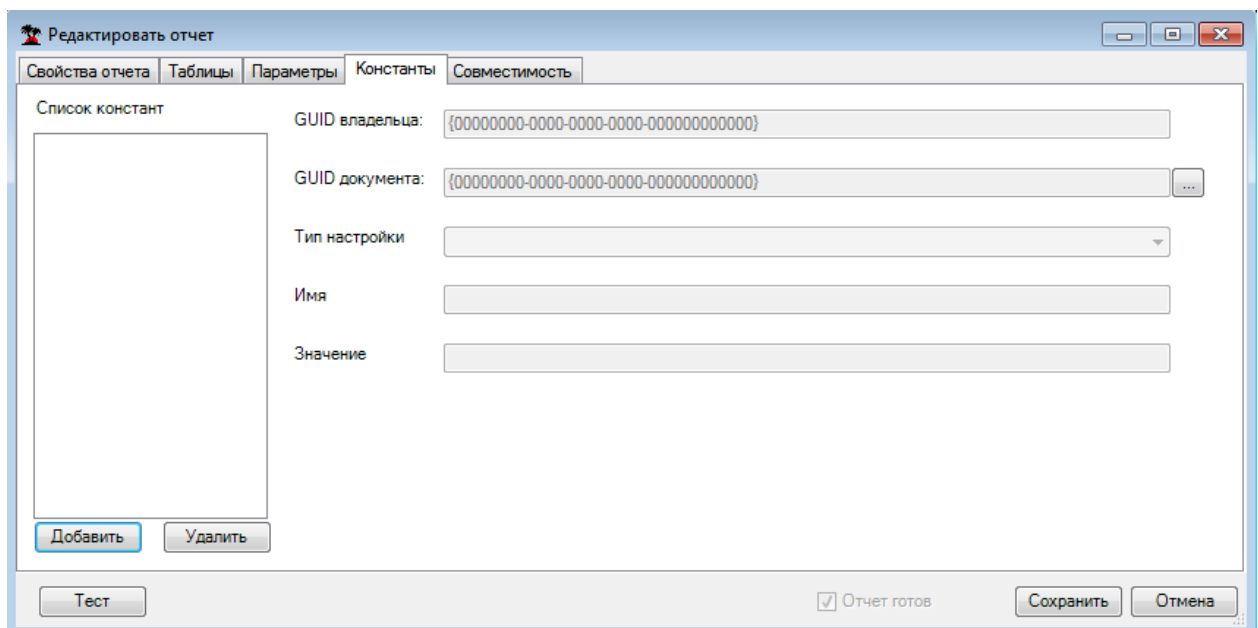 Редактировать отчет
Свойства отчета Таблицы Параметры Константы Совместимость
Список констант
GUID владельца: {00000000-0000-0000-0000-000000000000}
GUID документа: {00000000-0000-0000-0000-000000000000} ...
Тип настройки
Имя
Значение
Добавить Удалить
Тест Отчет готов Сохранить Отмена